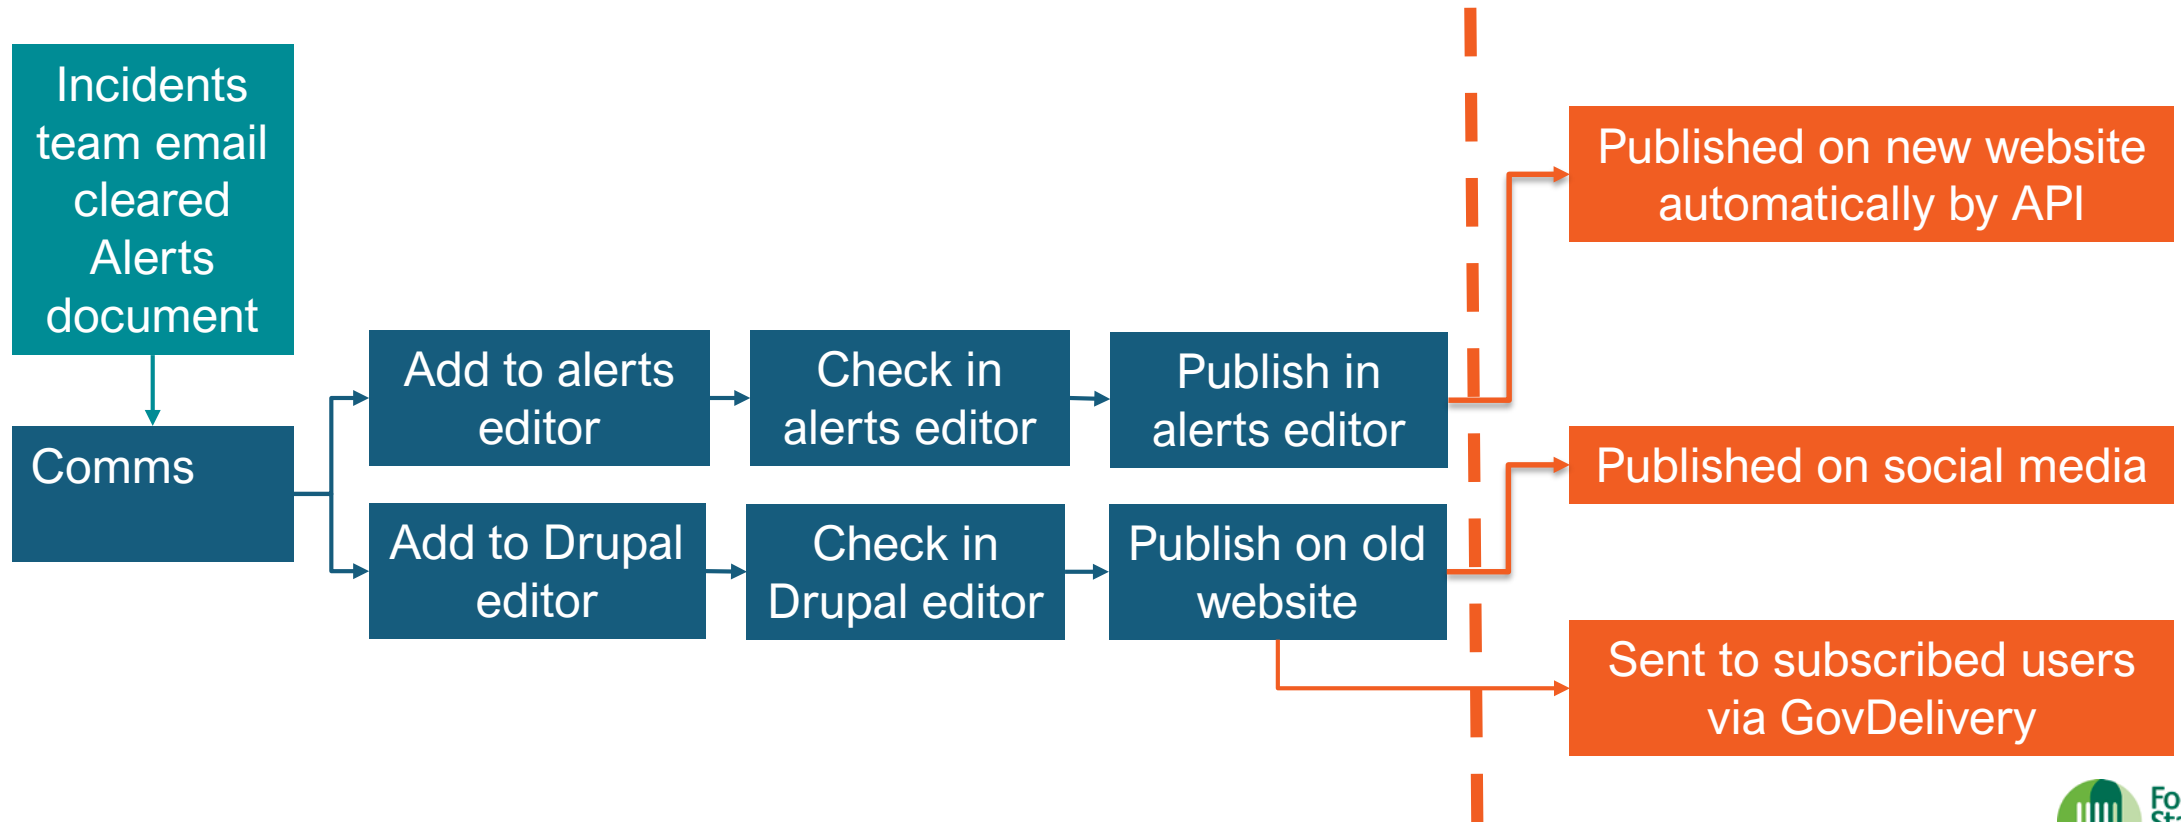 Incidents
team email
cleared
Alerts
document
Comms
Add to alerts
editor
Check in
alerts editor
Publish in
alerts editor
Add to Drupal
editor
Check in
Drupal editor
Publish on old
website
Published on new website
automatically by API
Published on social media
Sent to subscribed users
via GovDelivery